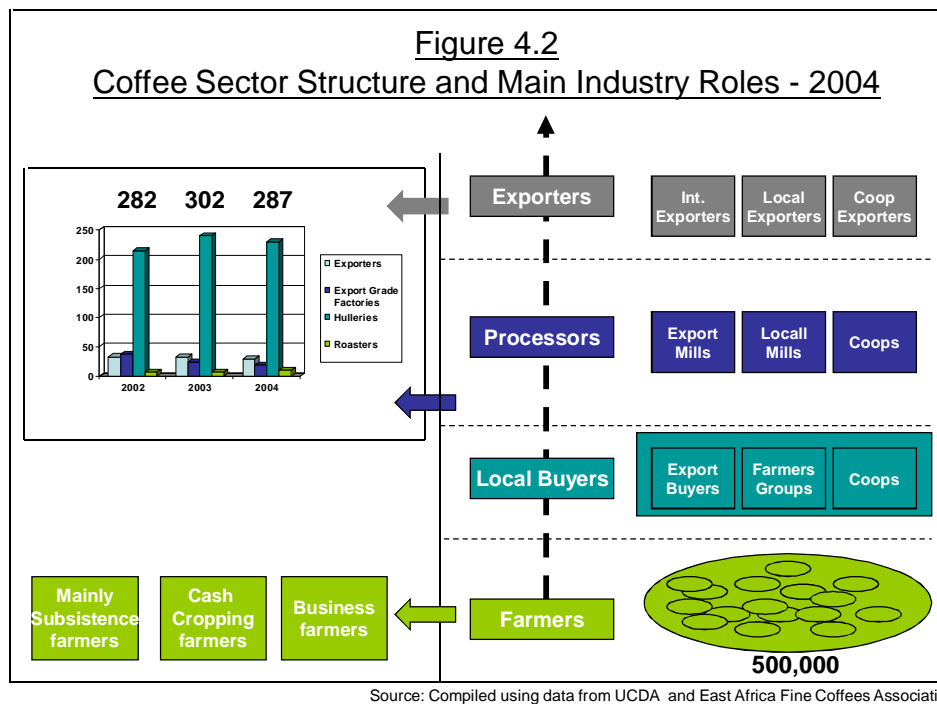 Figure 4.2
Coffee Sector Structure and Main Industry Roles - 2004
282 302 287
250
200
150
100
50
0
2002 2003 2004
Exporters
Export Grade
Factories
Hulleries
Roasters
Exporters
Int.
Exporters
Local
Exporters
Coop
Exporters
Processors
Export
Mills
Locall
Mills
Coops
Local Buyers
Export
Buyers
Farmers
Groups
Coops
Mainly
Subsistence
farmers
Cash
Cropping
farmers
Business
farmers
Farmers
500,000
Source: Compiled using data from UCDA and East Africa Fine Coffees Associati